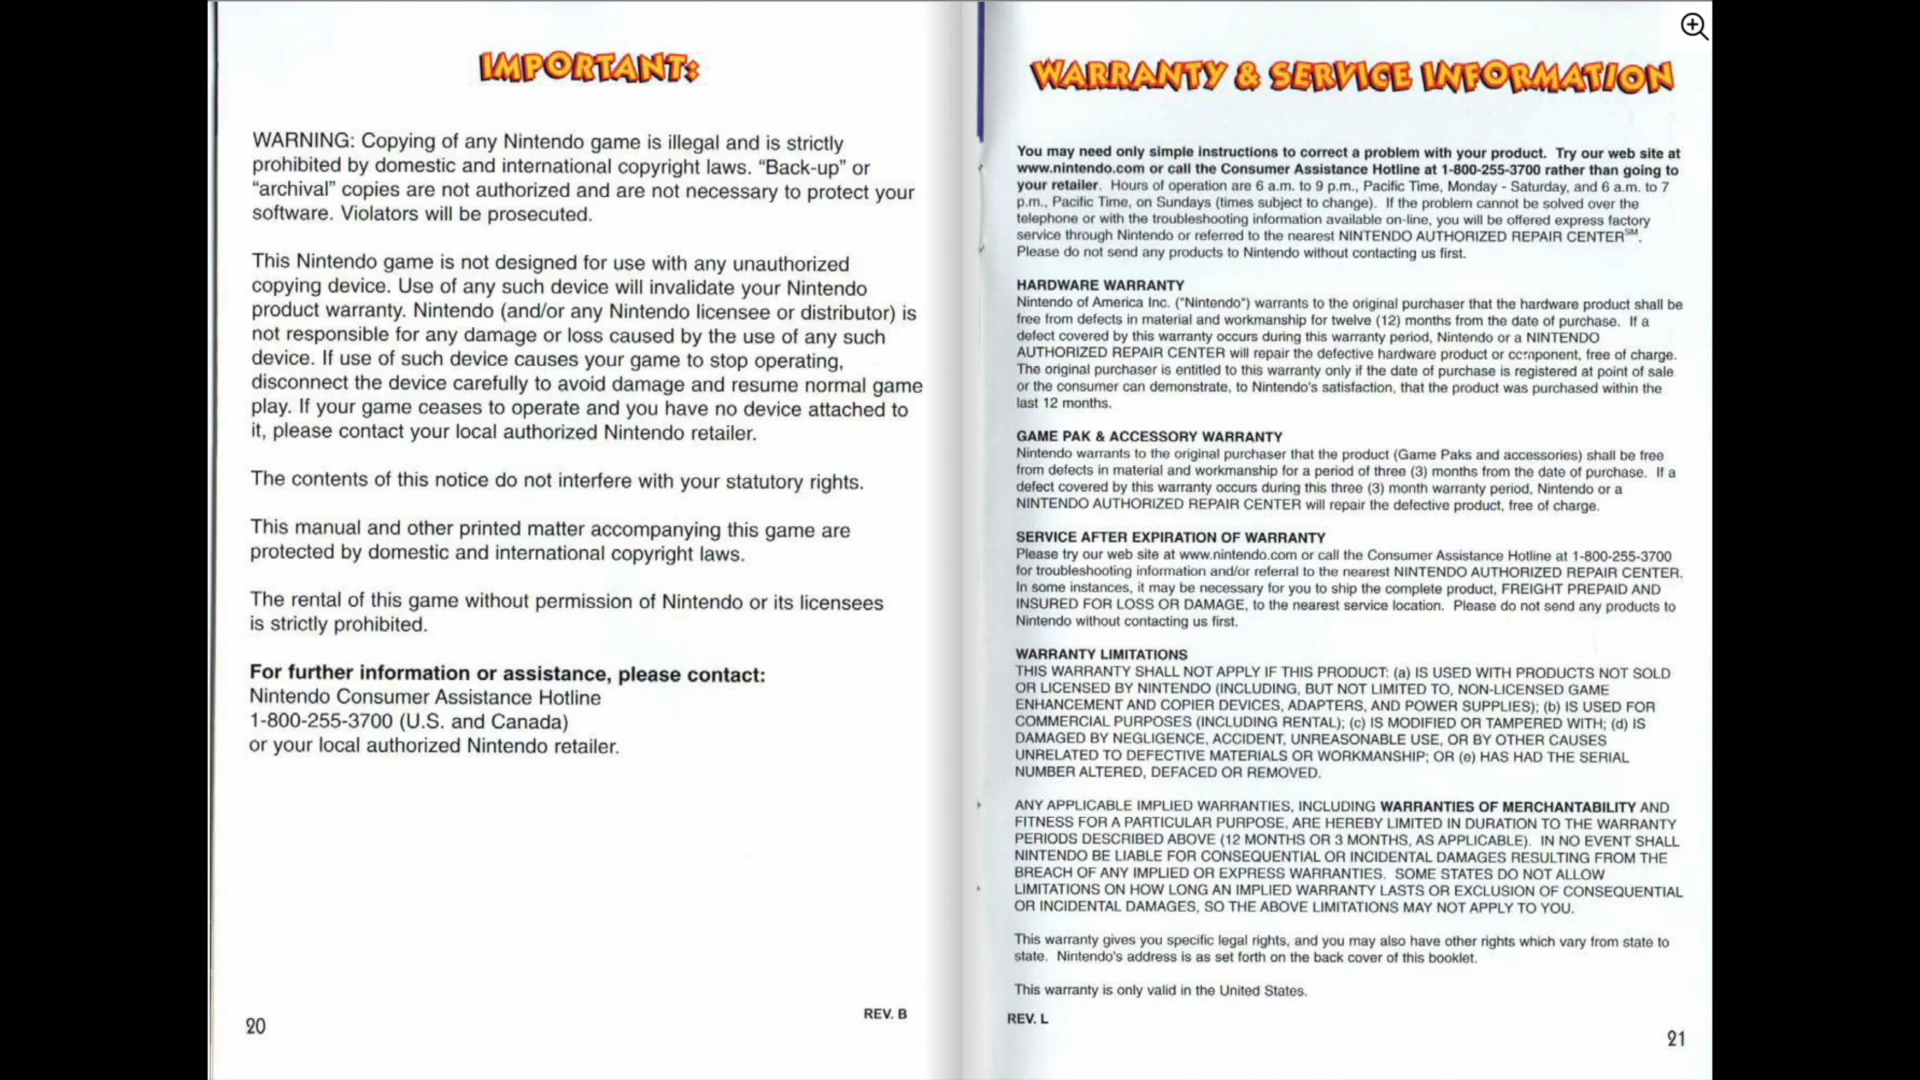 IMPORTANT:
WARNING: Copying of any Nintendo game is illegal and is strictly
prohibited by domestic and international copyright laws. “Back-up” or
“archival” copies are not authorized and are not necessary to protect your
software. Violators will be prosecuted.
This Nintendo game is not designed for use with any unauthorized
copying device. Use of any such device will invalidate your Nintendo
product warranty. Nintendo (and/or any Nintendo licensee or distributor) is
not responsible for any damage or loss caused by the use of any such
device. If use of such device causes your game to stop operating,
disconnect the device carefully to avoid damage and resume normal game
play. If your game ceases to operate and you have no device attached to
it, please contact your local authorized Nintendo retailer.
The contents of this notice do not interfere with your statutory rights.
This manual and other printed matter accompanying this game are
protected by domestic and international copyright laws.
The rental of this game without permission of Nintendo or its licensees
is strictly prohibited.
For further information or assistance, please contact:
Nintendo Consumer Assistance Hotline
1-800-255-3700 (U.S. and Canada)
or your local authorized Nintendo retailer.
REV. B
20
WARRANTY & SERVICE INFORMATION
You may need only simple instructions to correct a problem with your product. Try our web site at
www.nintendo.com or call the Consumer Assistance Hotline at 1-800-255-3700 rather than going to
your retailer. Hours of operation are 6 a.m. to 9 p.m., Pacific Time, Monday - Saturday, and 6 a.m. to 7
p.m., Pacific Time, on Sundays (times subject to change). If the problem cannot be solved over the
telephone or with the troubleshooting information available on-line, you will be offered express factory
service through Nintendo or referred to the nearest NINTENDO AUTHORIZED REPAIR CENTER℠.
Please do not send any products to Nintendo without contacting us first.
HARDWARE WARRANTY
Nintendo of America Inc. ("Nintendo") warrants to the original purchaser that the hardware product shall be
free from defects in material and workmanship for twelve (12) months from the date of purchase. If a
defect covered by this warranty occurs during this warranty period, Nintendo or a NINTENDO
AUTHORIZED REPAIR CENTER will repair the defective hardware product or component, free of charge.
The original purchaser is entitled to this warranty only if the date of purchase is registered at point of sale
or the consumer can demonstrate, to Nintendo's satisfaction, that the product was purchased within the
last 12 months.
GAME PAK & ACCESSORY WARRANTY
Nintendo warrants to the original purchaser that the product (Game Paks and accessories) shall be free
from defects in material and workmanship for a period of three (3) months from the date of purchase. If a
defect covered by this warranty occurs during this three (3) month warranty period, Nintendo or a
NINTENDO AUTHORIZED REPAIR CENTER will repair the defective product, free of charge.
SERVICE AFTER EXPIRATION OF WARRANTY
Please try our web site at www.nintendo.com or call the Consumer Assistance Hotline at 1-800-255-3700
for troubleshooting information and/or referral to the nearest NINTENDO AUTHORIZED REPAIR CENTER.
In some instances, it may be necessary for you to ship the complete product, FREIGHT PREPAID AND
INSURED FOR LOSS OR DAMAGE, to the nearest service location. Please do not send any products to
Nintendo without contacting us first.
WARRANTY LIMITATIONS
THIS WARRANTY SHALL NOT APPLY IF THIS PRODUCT: (a) IS USED WITH PRODUCTS NOT SOLD
OR LICENSED BY NINTENDO (INCLUDING, BUT NOT LIMITED TO, NON-LICENSED GAME
ENHANCEMENT AND COPIER DEVICES, ADAPTERS, AND POWER SUPPLIES); (b) IS USED FOR
COMMERCIAL PURPOSES (INCLUDING RENTAL); (c) IS MODIFIED OR TAMPERED WITH; (d) IS
DAMAGED BY NEGLIGENCE, ACCIDENT, UNREASONABLE USE, OR BY OTHER CAUSES
UNRELATED TO DEFECTIVE MATERIALS OR WORKMANSHIP; OR (e) HAS HAD THE SERIAL
NUMBER ALTERED, DEFACED OR REMOVED.
ANY APPLICABLE IMPLIED WARRANTIES, INCLUDING WARRANTIES OF MERCHANTABILITY AND
FITNESS FOR A PARTICULAR PURPOSE, ARE HEREBY LIMITED IN DURATION TO THE WARRANTY
PERIODS DESCRIBED ABOVE (12 MONTHS OR 3 MONTHS, AS APPLICABLE). IN NO EVENT SHALL
NINTENDO BE LIABLE FOR CONSEQUENTIAL OR INCIDENTAL DAMAGES RESULTING FROM THE
BREACH OF ANY IMPLIED OR EXPRESS WARRANTIES. SOME STATES DO NOT ALLOW
LIMITATIONS ON HOW LONG AN IMPLIED WARRANTY LASTS OR EXCLUSION OF CONSEQUENTIAL
OR INCIDENTAL DAMAGES, SO THE ABOVE LIMITATIONS MAY NOT APPLY TO YOU.
This warranty gives you specific legal rights, and you may also have other rights which vary from state to
state. Nintendo's address is as set forth on the back cover of this booklet.
This warranty is only valid in the United States.
REV. L
21